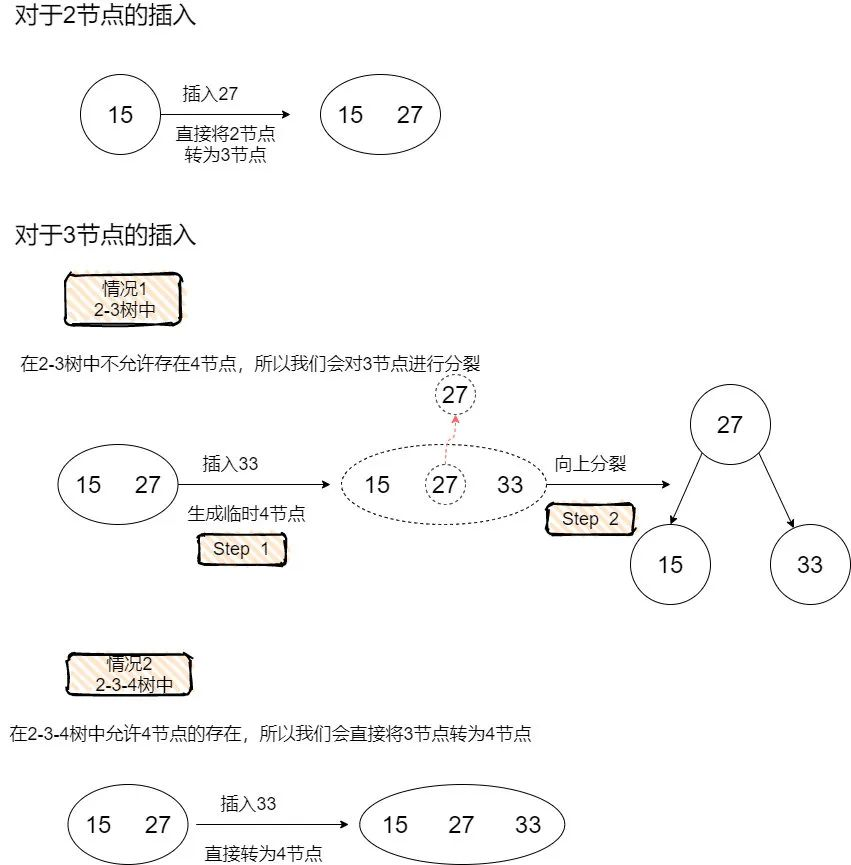 对于2节点的插入
插入27
15
15 27
直接将2节点
转为3节点
对于3节点的插入
情况1
2-3树中
在2-3树中不允许存在4节点，所以我们会对3节点进行分裂
27
27
插入33
向上分裂
15 27
15 27 33
生成临时4节点
Step 2
Step 1
15
33
情况2
2-3-4树中
在2-3-4树中允许4节点的存在，所以我们会直接将3节点转为4节点
插入33
15 27
15 27 33
直接转为4节点